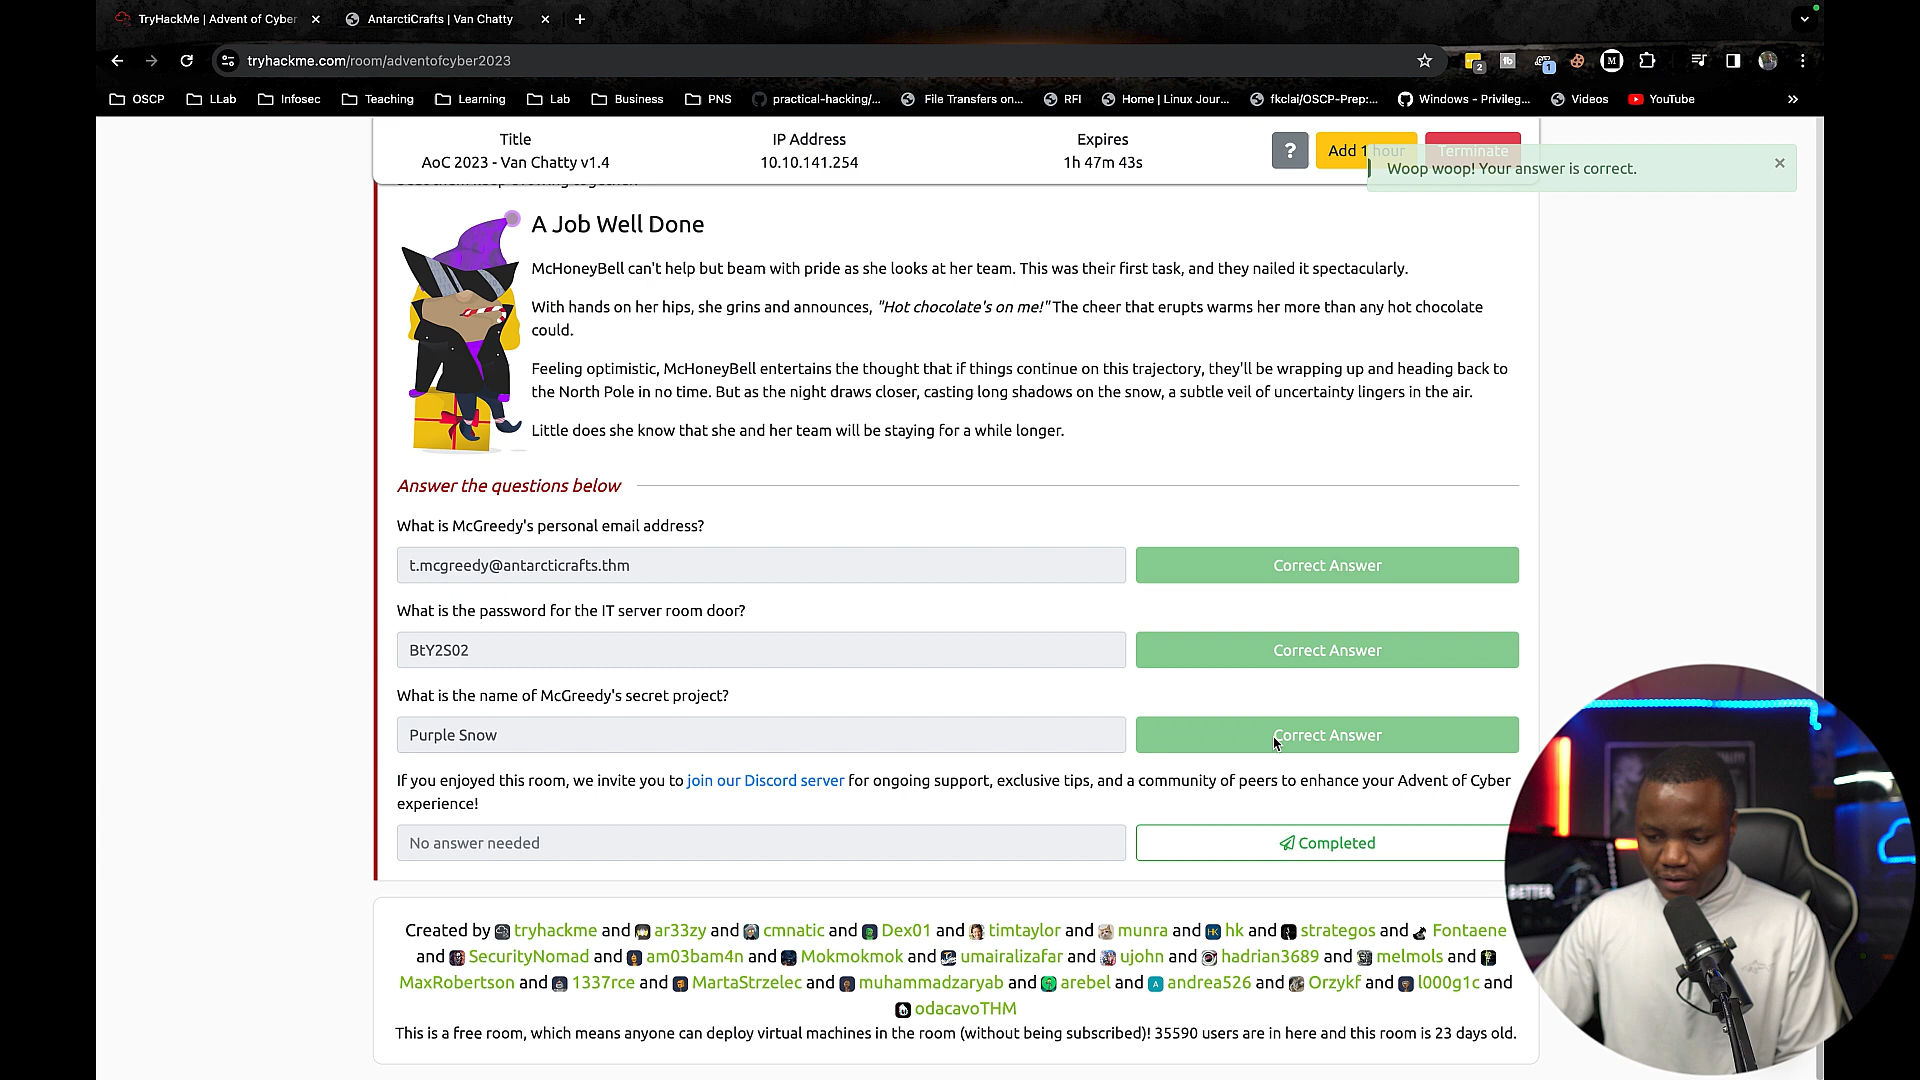 TryHackMe | Advent of Cyber
AntarctiCrafts | Van Chatty
tryhackme.com/room/adventofcyber2023
2
1
OSCP
LLab
Infosec
Teaching
Learning
Lab
Business
PNS
practical-hacking/...
File Transfers on...
RFI
Home | Linux Jour...
fkclai/OSCP-Prep:...
Windows - Privileg...
Videos
YouTube
Title
IP Address
Expires
AoC 2023 - Van Chatty v1.4
10.10.141.254
1h 47m 43s
?
Add 1 hour
Terminate
Woop woop! Your answer is correct.
A Job Well Done
McHoneyBell can't help but beam with pride as she looks at her team. This was their first task, and they nailed it spectacularly.
With hands on her hips, she grins and announces, "Hot chocolate's on me!" The cheer that erupts warms her more than any hot chocolate
could.
Feeling optimistic, McHoneyBell entertains the thought that if things continue on this trajectory, they'll be wrapping up and heading back to
the North Pole in no time. But as the night draws closer, casting long shadows on the snow, a subtle veil of uncertainty lingers in the air.
Little does she know that she and her team will be staying for a while longer.
Answer the questions below
What is McGreedy's personal email address?
t.mcgreedy@antarcticrafts.thm
Correct Answer
What is the password for the IT server room door?
BtY2S02
Correct Answer
What is the name of McGreedy's secret project?
Purple Snow
Correct Answer
If you enjoyed this room, we invite you to join our Discord server for ongoing support, exclusive tips, and a community of peers to enhance your Advent of Cyber
experience!
No answer needed
Completed
BETTER
Created by tryhackme and ar33zy and cmnatic and Dex01 and timtaylor and munra and hk and strategos and Fontaene
and SecurityNomad and am03bam4n and Mokmokmok and umairalizafar and ujohn and hadrian3689 and melmols and
MaxRobertson and 1337rce and MartaStrzelec and muhammadzaryab and arebel and andrea526 and Orzykf and l000g1c and
odacavoTHM
This is a free room, which means anyone can deploy virtual machines in the room (without being subscribed)! 35590 users are in here and this room is 23 days old.